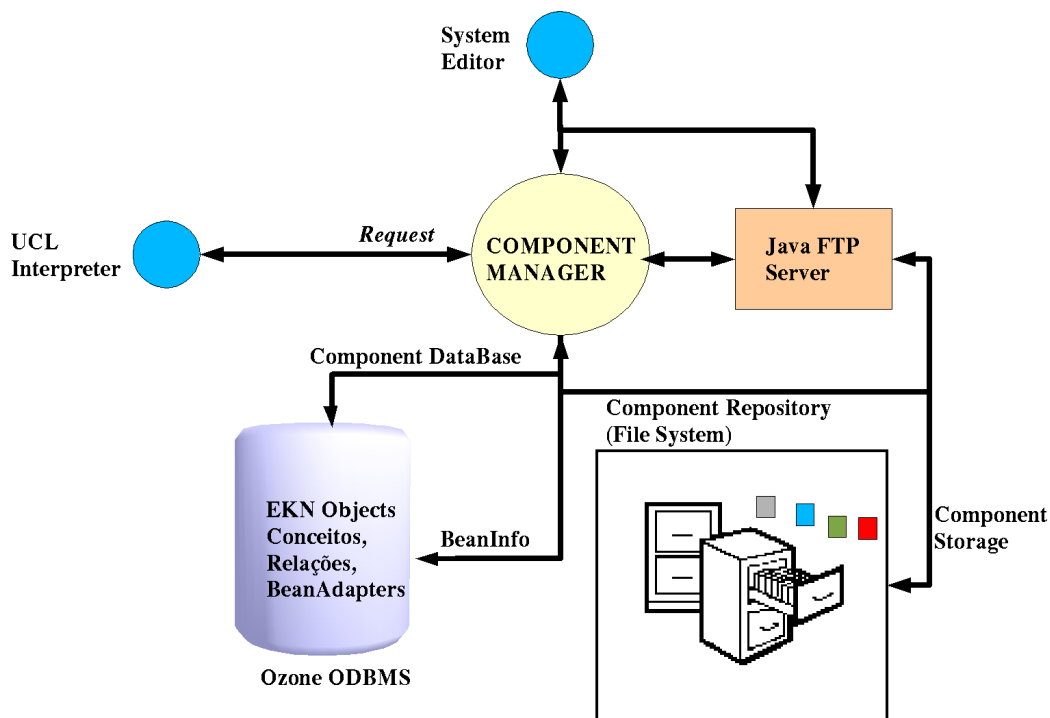 System
Editor
UCL
Interpreter
Request
COMPONENT
MANAGER
Java FTP
Server
Component DataBase
Component Repository
(File System)
EKN Objects
Conceitos,
Relações,
BeanAdapters
BeanInfo
Component
Storage
Ozone ODBMS